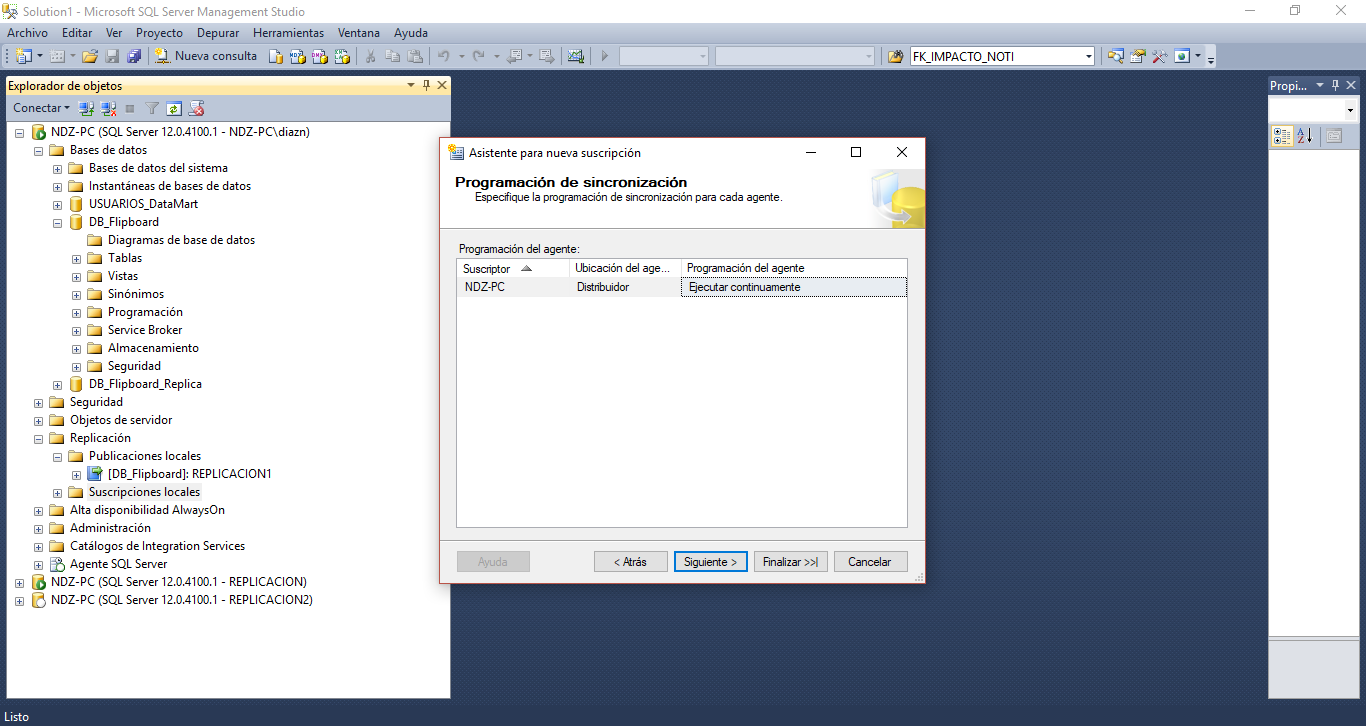 Solution1 - Microsoft SQL Server Management Studio
Archivo Editar Ver Proyecto Depurar Herramientas Ventana Ayuda
Nueva consulta FK_IMPACTO_NOTI
Explorador de objetos
Propi...
Conectar
NDZ-PC (SQL Server 12.0.4100.1 - NDZ-PC\diazn)
Bases de datos
Bases de datos del sistema
Instantáneas de bases de datos
USUARIOS_DataMart
DB_Flipboard
Diagramas de base de datos
Tablas
Vistas
Sinónimos
Programación
Service Broker
Almacenamiento
Seguridad
DB_Flipboard_Replica
Seguridad
Objetos de servidor
Replicación
Publicaciones locales
[DB_Flipboard]: REPLICACION1
Suscripciones locales
Alta disponibilidad AlwaysOn
Administración
Catálogos de Integration Services
Agente SQL Server
NDZ-PC (SQL Server 12.0.4100.1 - REPLICACION)
NDZ-PC (SQL Server 12.0.4100.1 - REPLICACION2)
Asistente para nueva suscripción
Programación de sincronización
Especifique la programación de sincronización para cada agente.
Programación del agente:
Suscriptor Ubicación del age... Programación del agente
NDZ-PC Distribuidor Ejecutar continuamente
Ayuda < Atrás Siguiente > Finalizar >>| Cancelar
Listo